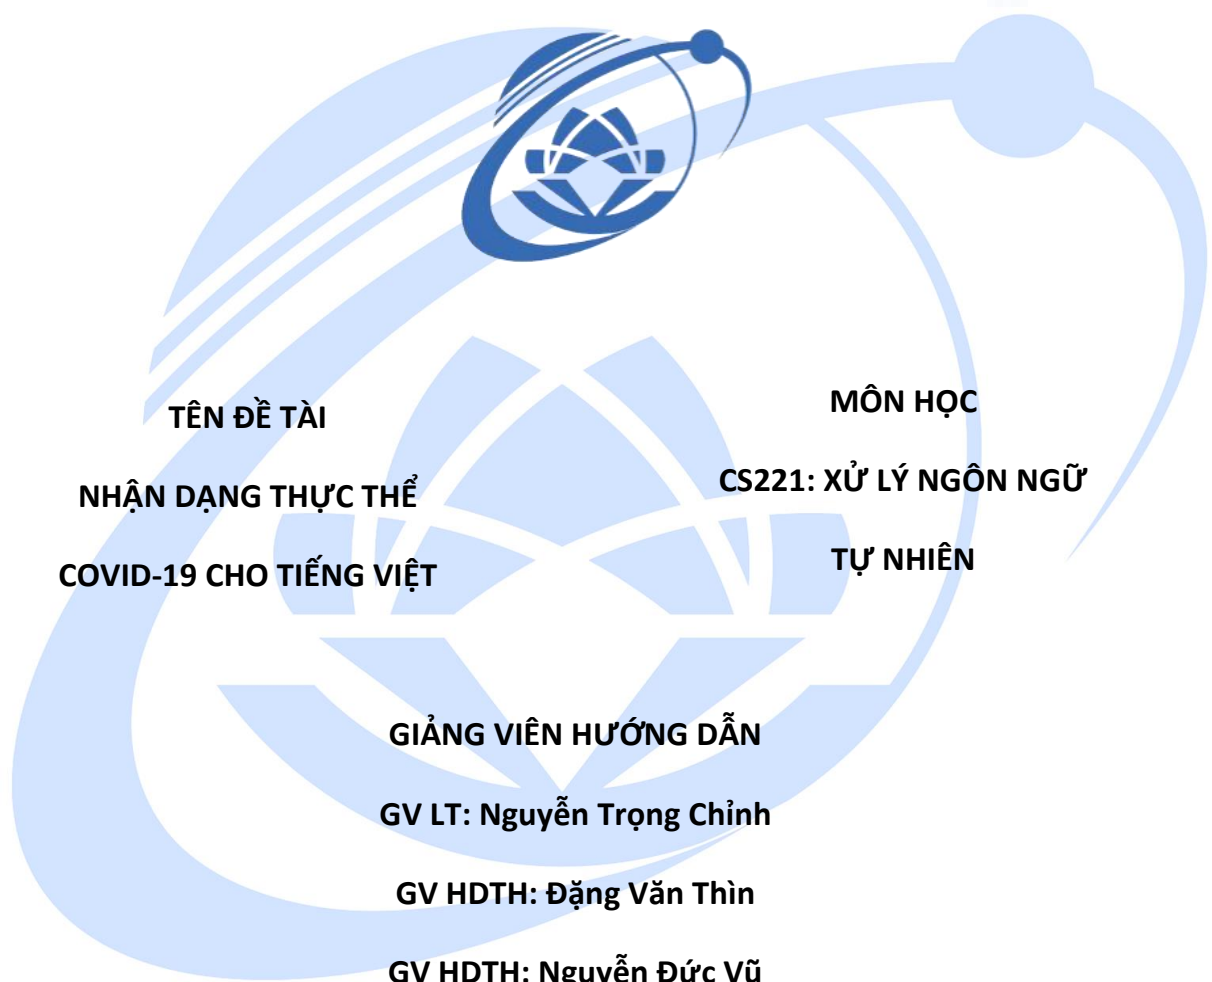 TÊN ĐỀ TÀI
NHẬN DẠNG THỰC THỂ
COVID-19 CHO TIẾNG VIỆT
MÔN HỌC
CS221: XỬ LÝ NGÔN NGỮ
TỰ NHIÊN
GIẢNG VIÊN HƯỚNG DẪN
GV LT: Nguyễn Trọng Chỉnh
GV HDTH: Đặng Văn Thìn
GV HDTH: Nguyễn Đức Vũ